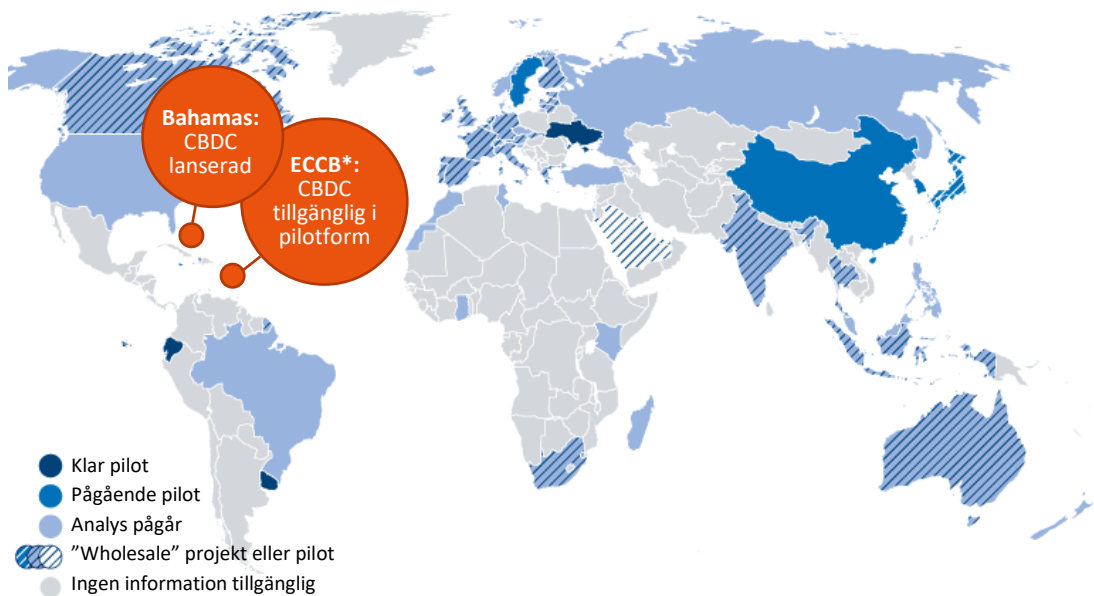 Bahamas:
CBDC
lanserad
ECCB*:
CBDC
tillgänglig i
pilotform
Klar pilot
Pågående pilot
Analys pågår
”Wholesale” projekt eller pilot
Ingen information tillgänglig